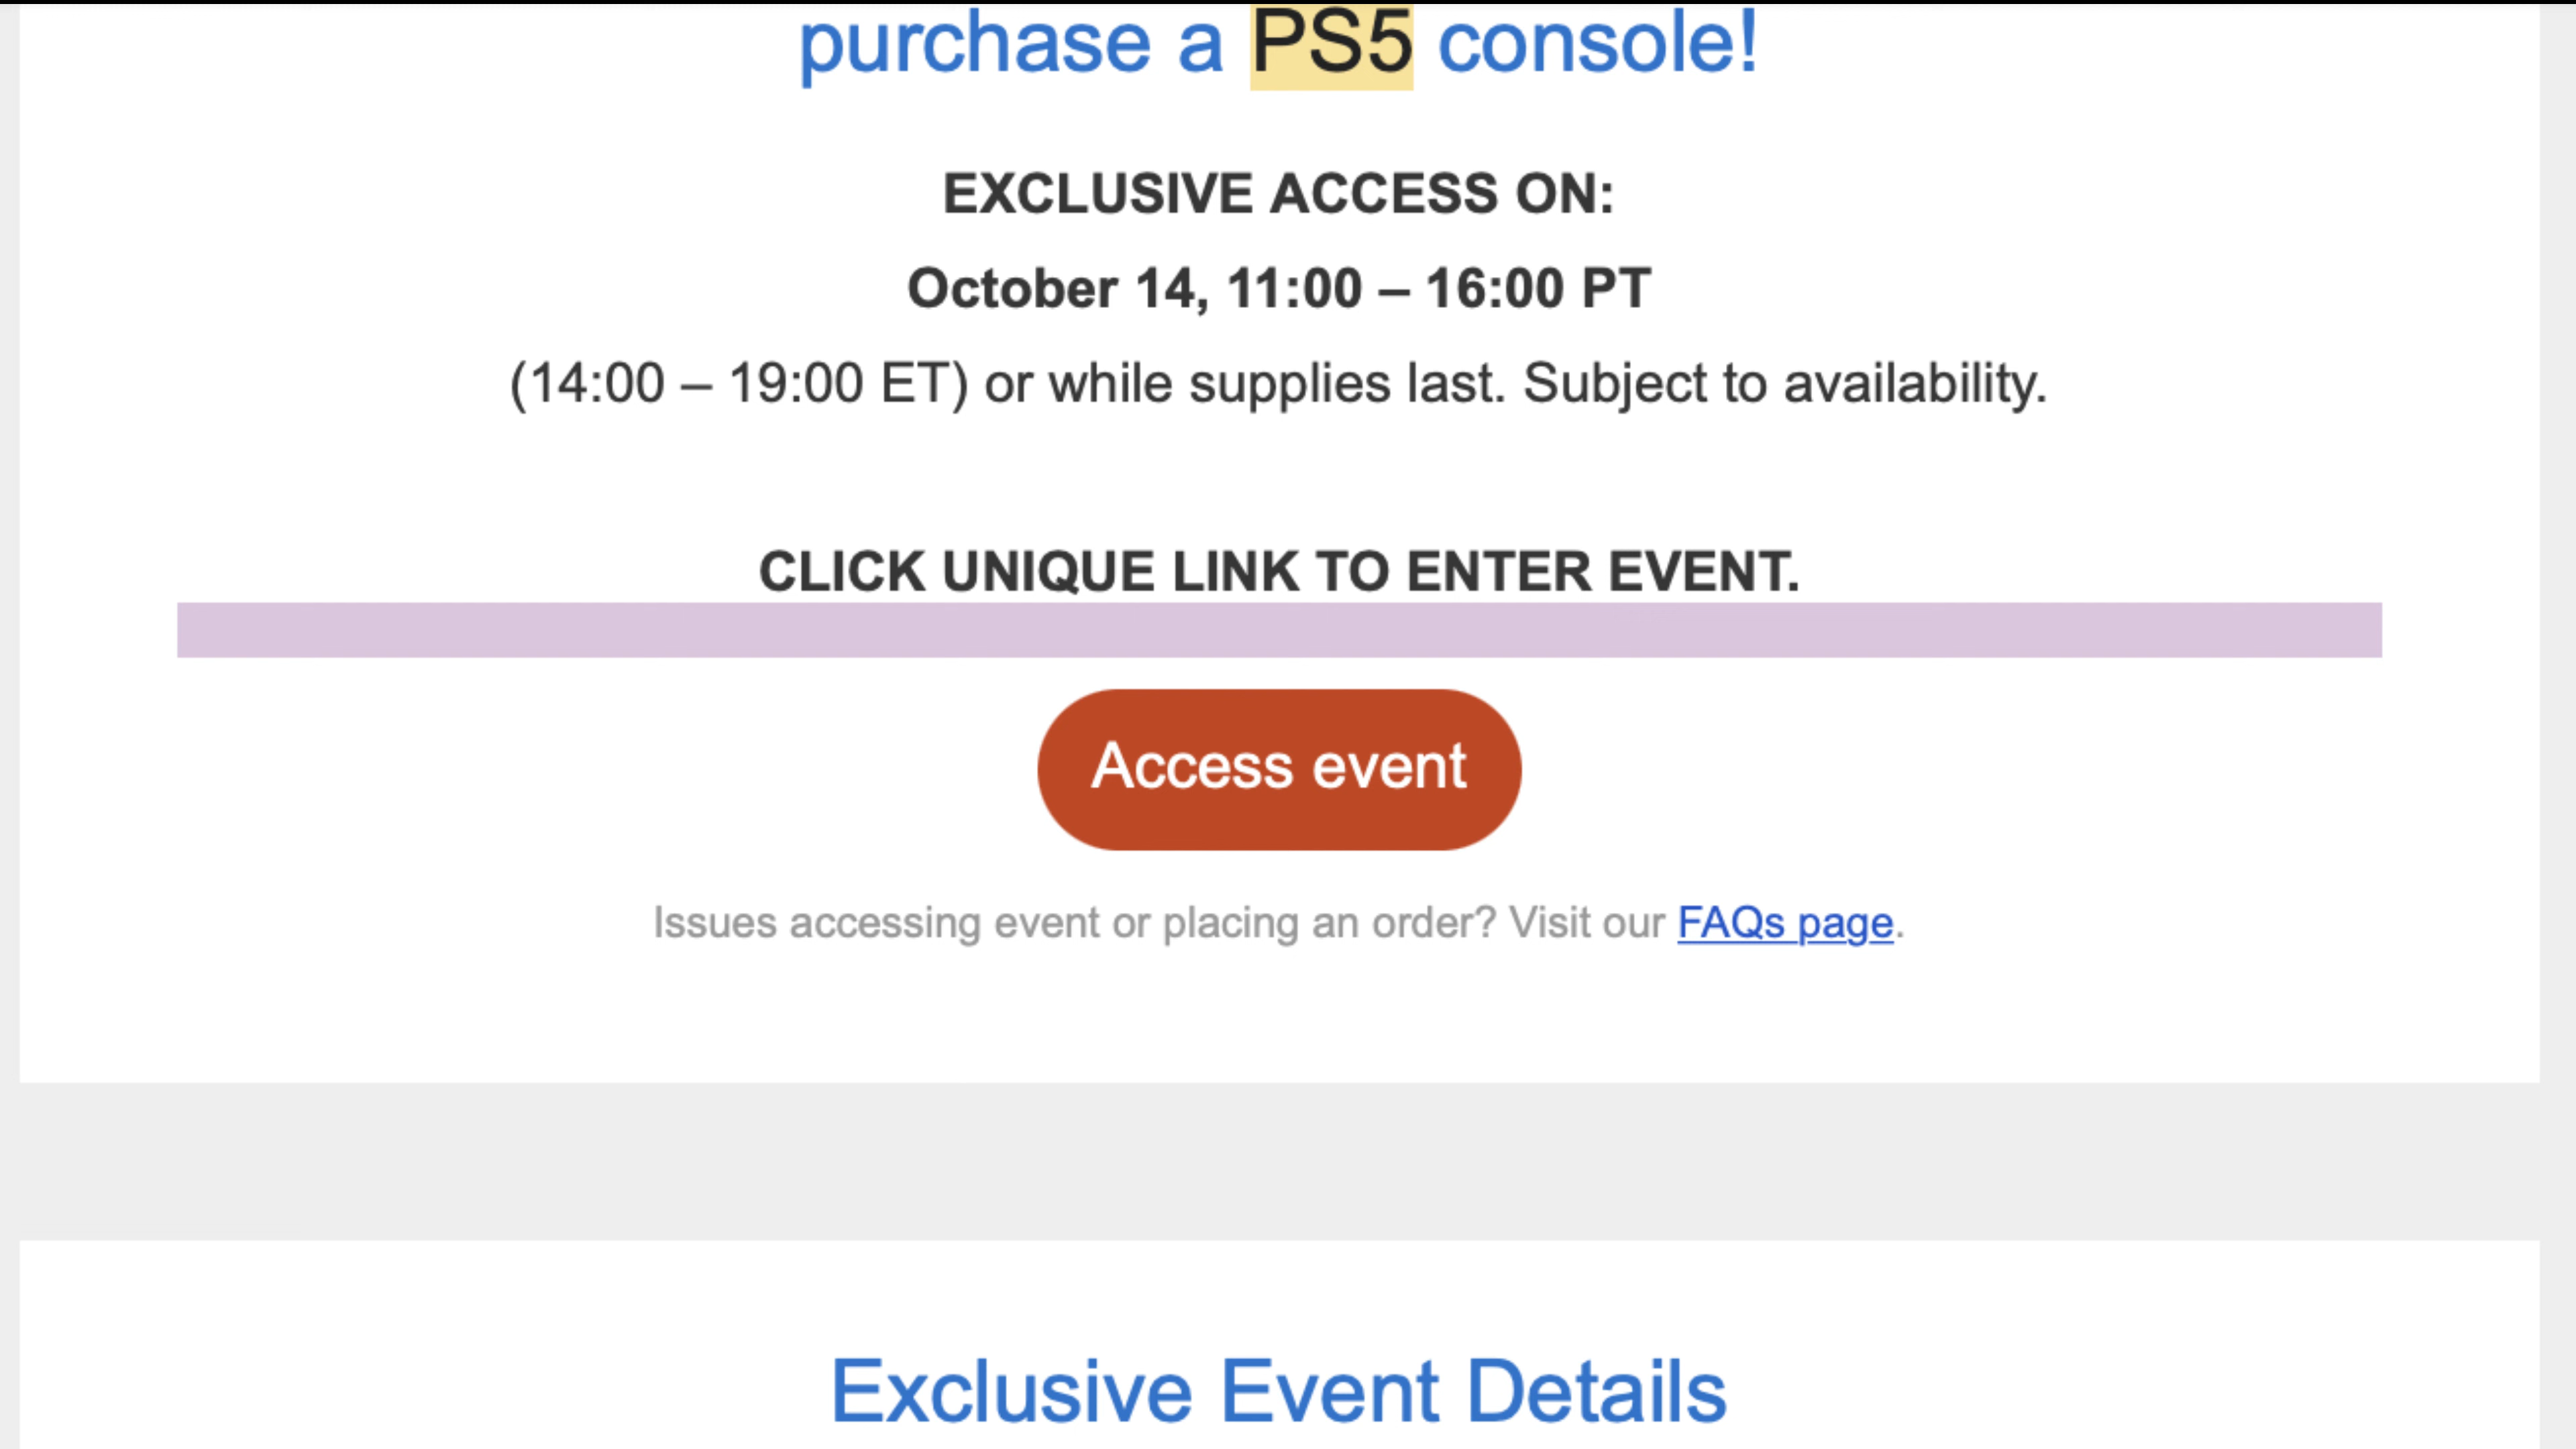 purchase a PS5 console!
EXCLUSIVE ACCESS ON:
October 14, 11:00 – 16:00 PT
(14:00 – 19:00 ET) or while supplies last. Subject to availability.
CLICK UNIQUE LINK TO ENTER EVENT.
Access event
Issues accessing event or placing an order? Visit our FAQs page.
Exclusive Event Details